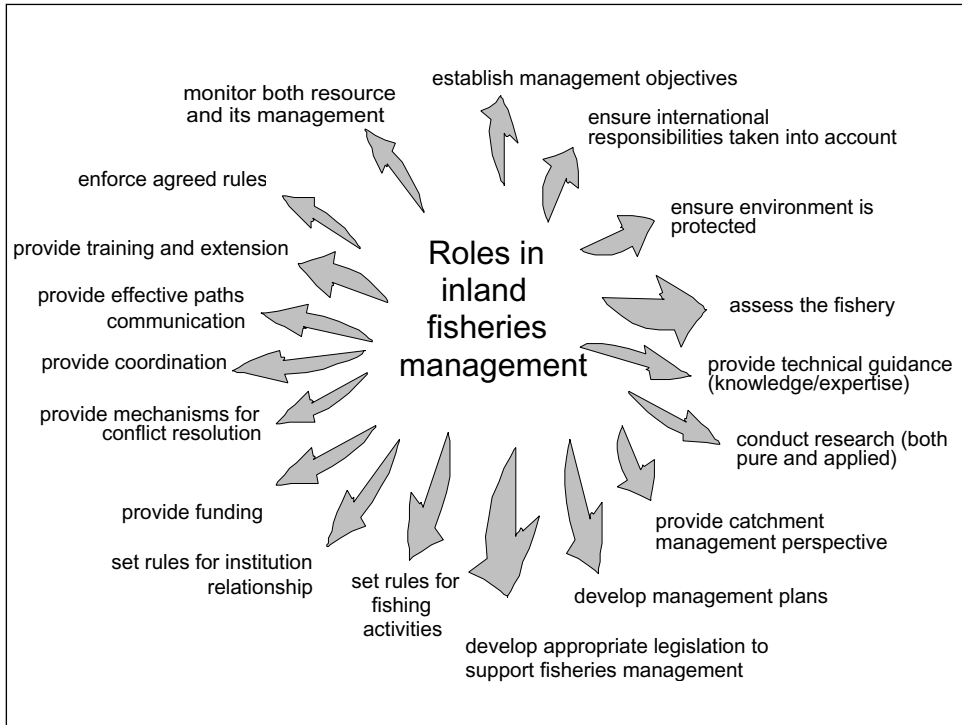 establish management objectives
ensure international
responsibilities taken into account
ensure environment is
protected
assess the fishery
provide technical guidance
(knowledge/expertise)
conduct research (both
pure and applied)
provide catchment
management perspective
develop management plans
develop appropriate legislation to
support fisheries management
set rules for
fishing
activities
set rules for institution
relationship
provide funding
provide mechanisms for
conflict resolution
provide coordination
provide effective paths
communication
provide training and extension
enforce agreed rules
monitor both resource
and its management
Roles in
inland
fisheries
management